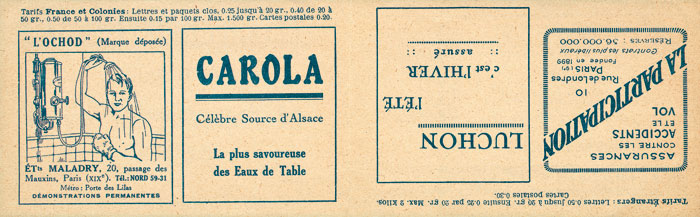 Tarifs France et Colonies : Lettres et paquets clos, 0.25 jusqu'à 20 gr., 0.40 de 20 à
50 gr., 0.50 de 50 à 100 gr. Ensuite 0.15 par 100 gr. Max. 1.500 gr. Cartes postales 0.20.
"L'OCHOD" (Marque déposée)
ÉTts MALADRY, 20, passage des
Mauxins, Paris (XIXe). Tél.: NORD 59-31
Métro : Porte des Lilas
DÉMONSTRATIONS PERMANENTES
CAROLA
Célèbre Source d'Alsace
La plus savoureuse
des Eaux de Table
Tarifs Etrangers : Lettres : 0.50 jusqu'à 20 gr. Ensuite 0.20 par 20 gr. Max. 2 kilos.
Cartes postales 0.30.
ASSURANCES
CONTRE LES
ACCIDENTS
ET LE
VOL
LA PARTICIPATION
10
Rue de Londres
PARIS (9e)
Fondée en 1899
Contrats les plus libéraux
RÉSERVES : 56.000.000
LUCHON
l'ÉTÉ
c'est l'HIVER
:: assuré ::